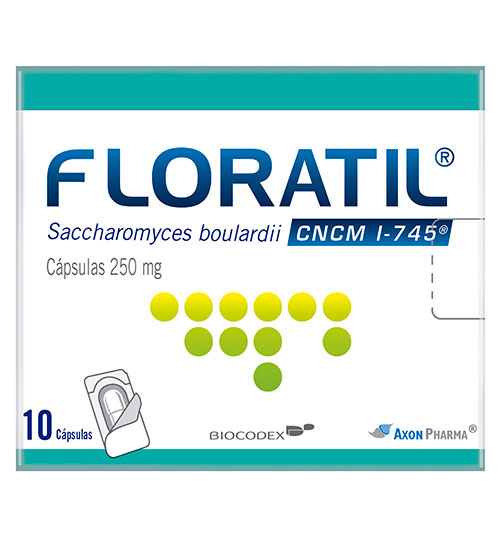 FLORATIL®
Saccharomyces boulardii CNCM I-745®
Cápsulas 250 mg
10 Cápsulas
BIOCODEX
AXON PHARMA®